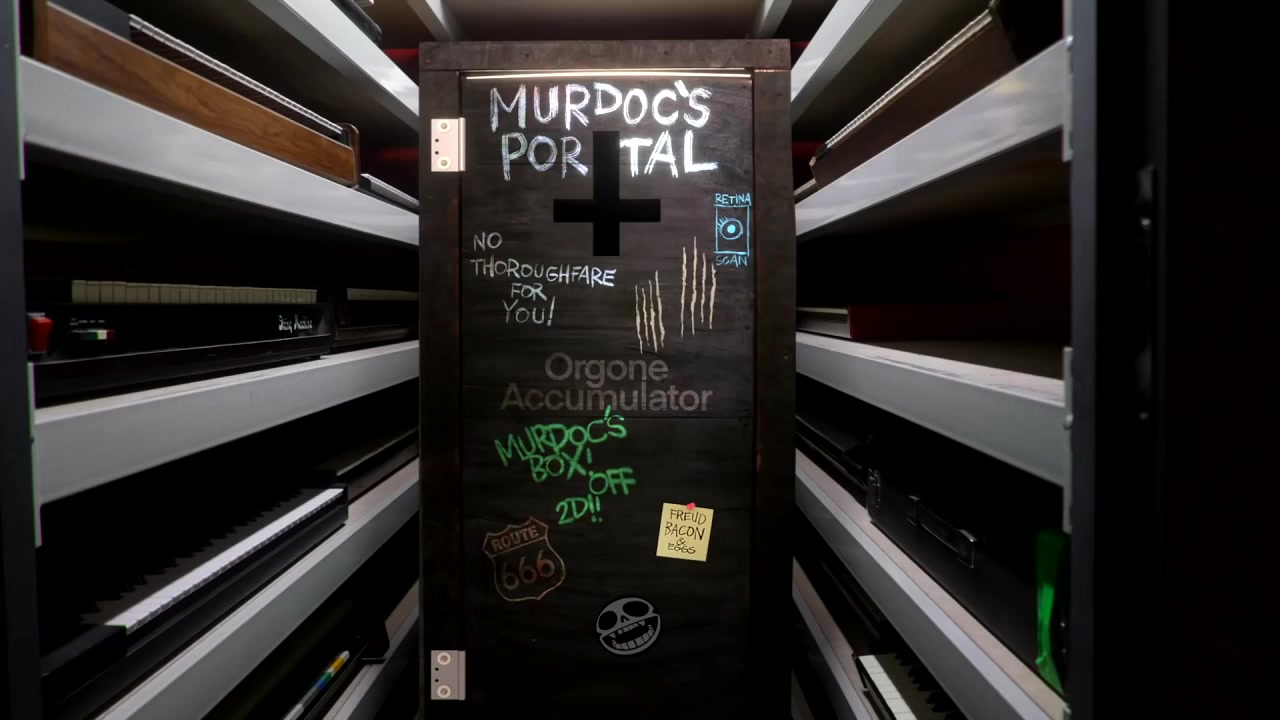 MURDOC'S
PORTAL
RETINA
SCAN
NO
THOROUGHFARE
FOR
YOU!
Orgone
Accumulator
MURDOC'S
BOX!
OFF
2D!!
ROUTE
666
FREUD
BACON
&
EGGS